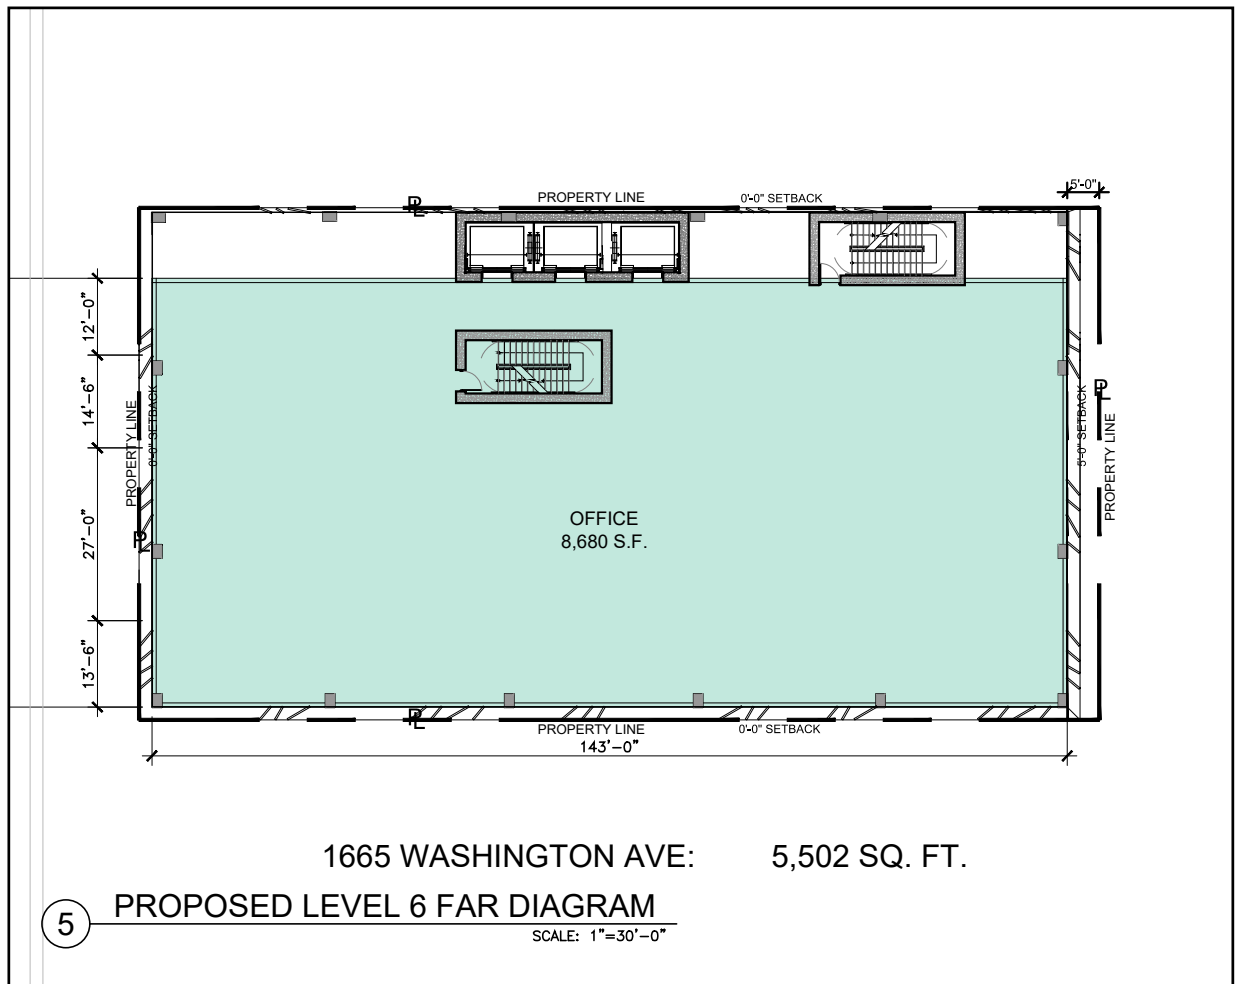 5'-0"
PL
PROPERTY LINE
0'-0" SETBACK
12'-0"
14'-6"
27'-0"
13'-6"
PROPERTY LINE
0'-0" SETBACK
PL
PL
5'-0" SETBACK
PROPERTY LINE
OFFICE
8,680 S.F.
PL
PROPERTY LINE
0'-0" SETBACK
143'-0"
1665 WASHINGTON AVE: 5,502 SQ. FT.
5
PROPOSED LEVEL 6 FAR DIAGRAM
SCALE: 1"=30'-0"